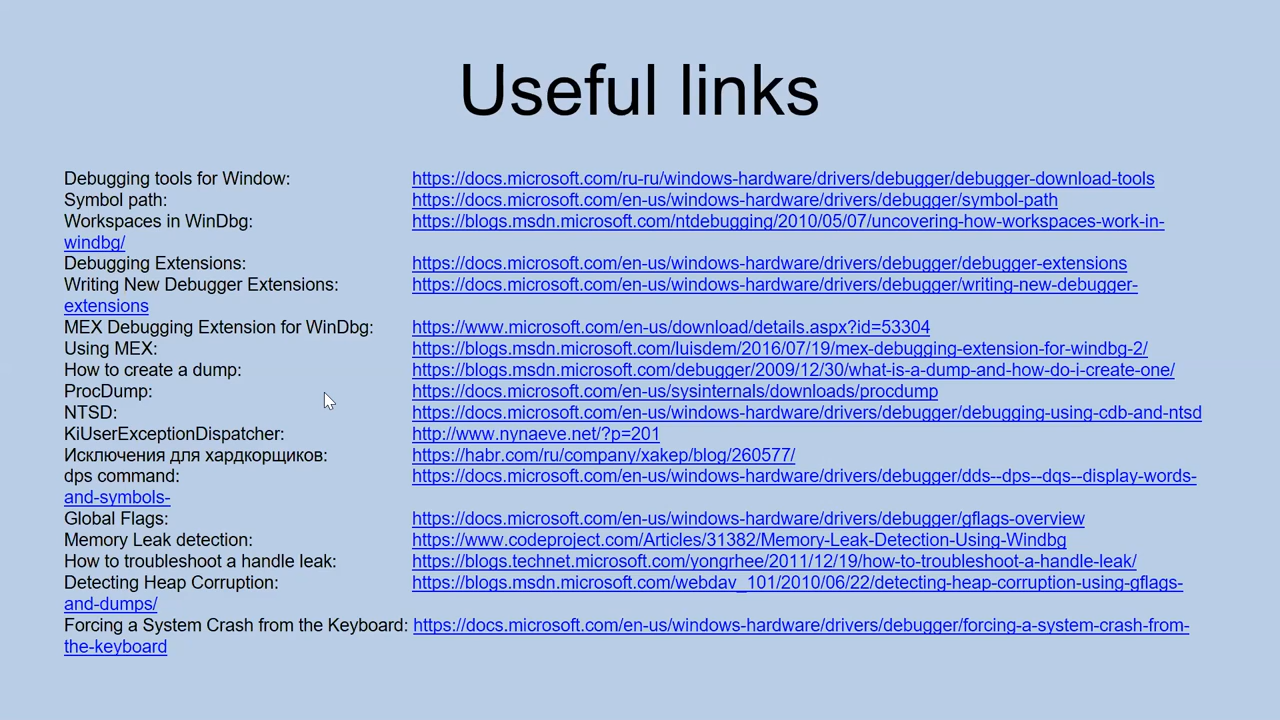 Useful links
Debugging tools for Window: https://docs.microsoft.com/ru-ru/windows-hardware/drivers/debugger/debugger-download-tools
Symbol path: https://docs.microsoft.com/en-us/windows-hardware/drivers/debugger/symbol-path
Workspaces in WinDbg: https://blogs.msdn.microsoft.com/ntdebugging/2010/05/07/uncovering-how-workspaces-work-in-
windbg/
Debugging Extensions: https://docs.microsoft.com/en-us/windows-hardware/drivers/debugger/debugger-extensions
Writing New Debugger Extensions: https://docs.microsoft.com/en-us/windows-hardware/drivers/debugger/writing-new-debugger-
extensions
MEX Debugging Extension for WinDbg: https://www.microsoft.com/en-us/download/details.aspx?id=53304
Using MEX: https://blogs.msdn.microsoft.com/luisdem/2016/07/19/mex-debugging-extension-for-windbg-2/
How to create a dump: https://blogs.msdn.microsoft.com/debugger/2009/12/30/what-is-a-dump-and-how-do-i-create-one/
ProcDump: https://docs.microsoft.com/en-us/sysinternals/downloads/procdump
NTSD: https://docs.microsoft.com/en-us/windows-hardware/drivers/debugger/debugging-using-cdb-and-ntsd
KiUserExceptionDispatcher: http://www.nynaeve.net/?p=201
Исключения для хардкорщиков: https://habr.com/ru/company/xakep/blog/260577/
dps command: https://docs.microsoft.com/en-us/windows-hardware/drivers/debugger/dds--dps--dqs--display-words-
and-symbols-
Global Flags: https://docs.microsoft.com/en-us/windows-hardware/drivers/debugger/gflags-overview
Memory Leak detection: https://www.codeproject.com/Articles/31382/Memory-Leak-Detection-Using-Windbg
How to troubleshoot a handle leak: https://blogs.technet.microsoft.com/yongrhee/2011/12/19/how-to-troubleshoot-a-handle-leak/
Detecting Heap Corruption: https://blogs.msdn.microsoft.com/webdav_101/2010/06/22/detecting-heap-corruption-using-gflags-
and-dumps/
Forcing a System Crash from the Keyboard: https://docs.microsoft.com/en-us/windows-hardware/drivers/debugger/forcing-a-system-crash-from-
the-keyboard